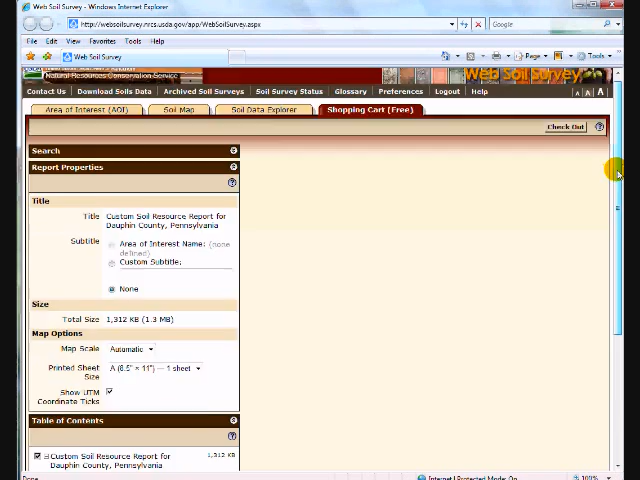 Web Soil Survey - Windows Internet Explorer
http://websoilsurvey.nrcs.usda.gov/app/WebSoilSurvey.aspx
Google
File Edit View Favorites Tools Help
Web Soil Survey
Page Tools
Natural Resources Conservation Service
Web Soil Survey
Contact Us Download Soils Data Archived Soil Surveys Soil Survey Status Glossary Preferences Logout Help A A A
Area of Interest (AOI) Soil Map Soil Data Explorer Shopping Cart (Free)
Check Out
Search
Report Properties
Title
Title Custom Soil Resource Report for
Dauphin County, Pennsylvania
Subtitle Area of Interest Name: (none
defined)
Custom Subtitle:
None
Size
Total Size 1,312 KB (1.3 MB)
Map Options
Map Scale Automatic
Printed Sheet
Size A (8.5" × 11") — 1 sheet
Show UTM
Coordinate Ticks
Table of Contents
Custom Soil Resource Report for 1,312 KB
Dauphin County, Pennsylvania
Done Internet | Protected Mode: On 100%